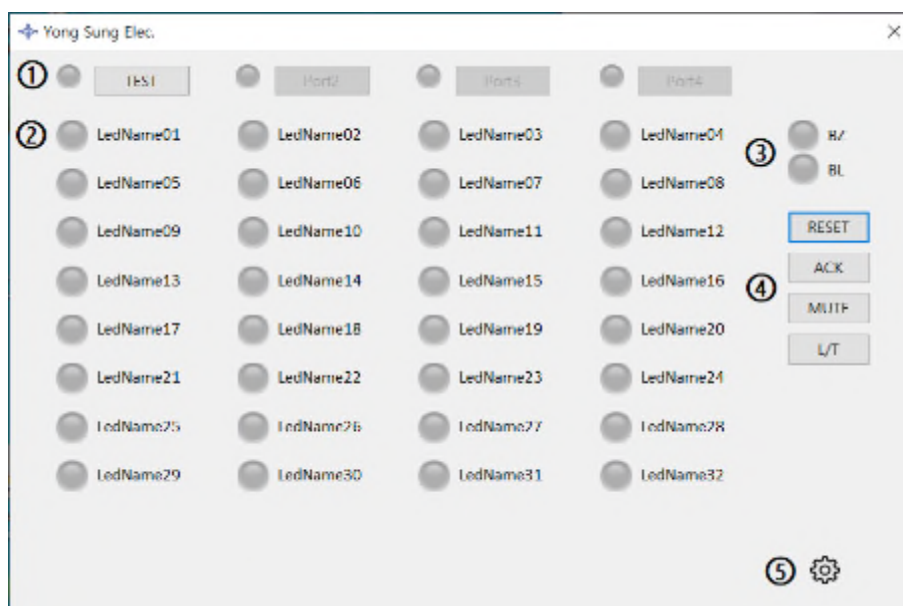 Yong Sung Elec.
① TEST Port2 Port3 Port4
② LedName01 LedName02 LedName03 LedName04
③ BZ
BL
LedName05 LedName06 LedName07 LedName08
LedName09 LedName10 LedName11 LedName12 RESET
④ ACK
LedName13 LedName14 LedName15 LedName16
MUTE
LedName17 LedName18 LedName19 LedName20
L/T
LedName21 LedName22 LedName23 LedName24
LedName25 LedName26 LedName27 LedName28
LedName29 LedName30 LedName31 LedName32
⑤